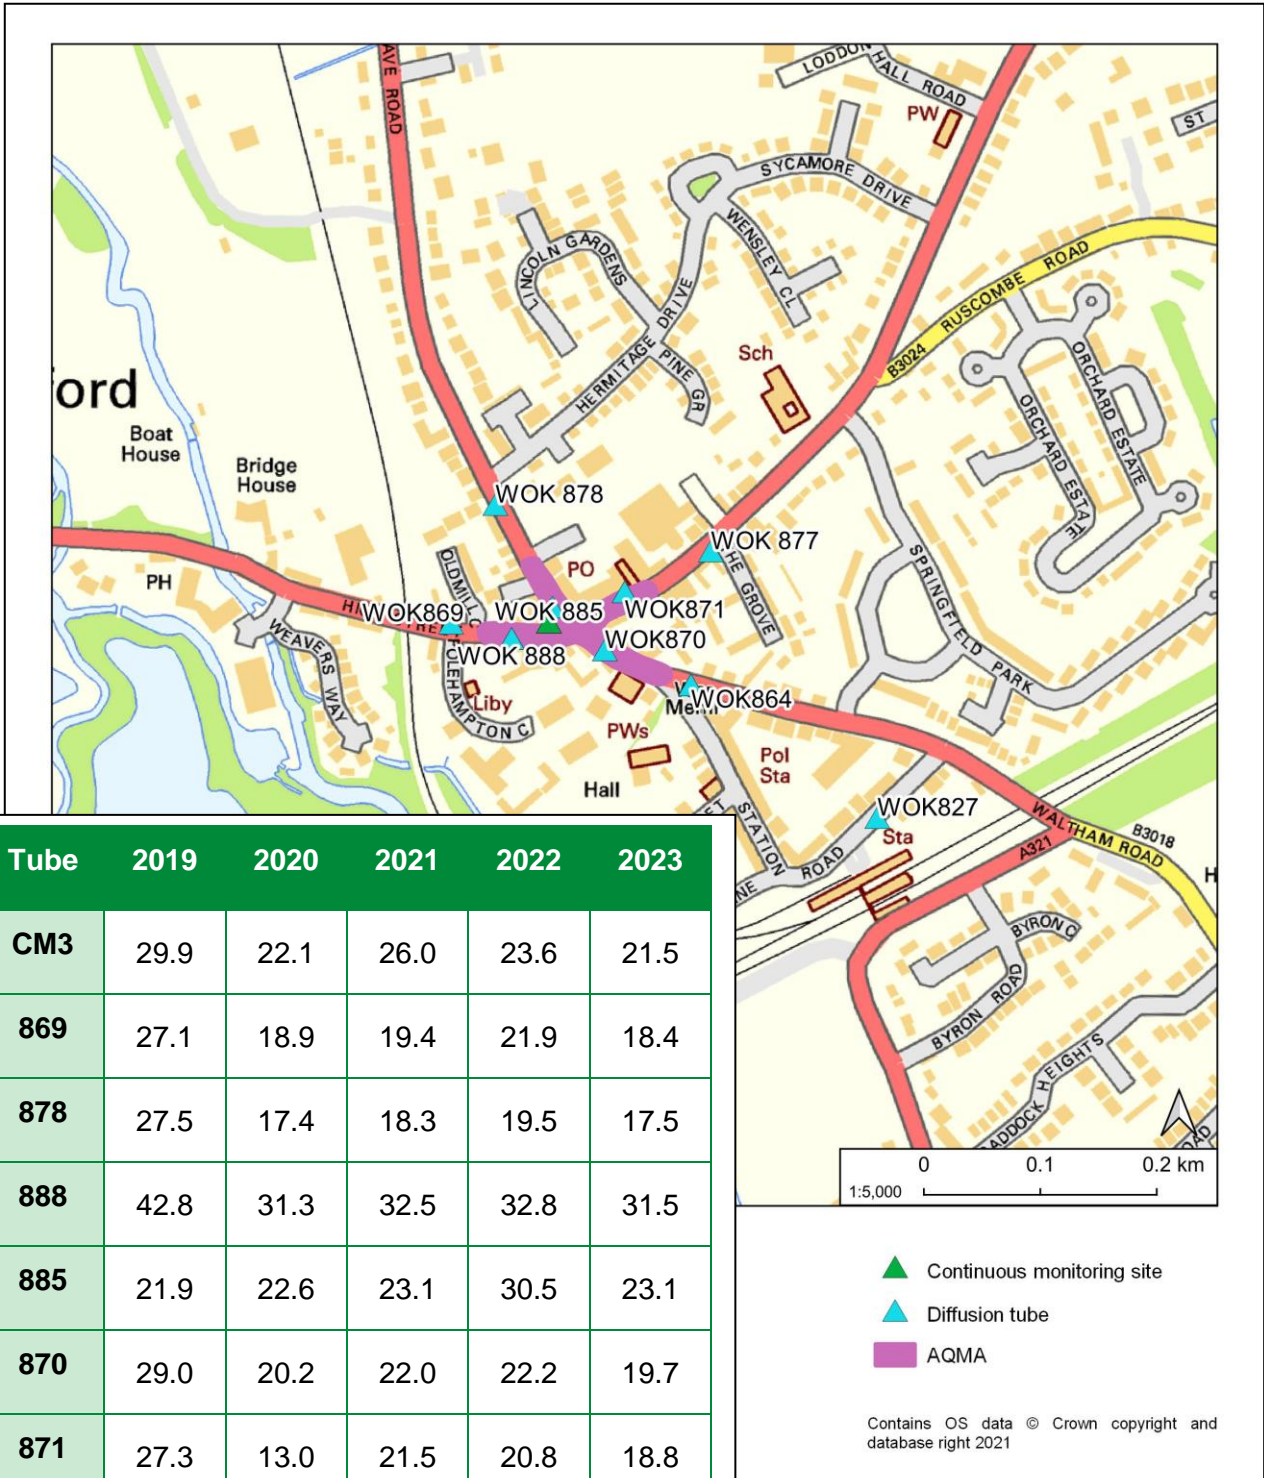 AVE ROAD
LODDON HALL ROAD
PW
ST
SYCAMORE DRIVE
WENSLEY CL
LINCOLN GARDENS
HERMITAGE DRIVE
PINE GR
RUSCOMBE ROAD
B3024
Sch
ORCHARD ESTATE
ORCHARD ESTATE
ord
Boat
House
Bridge
House
WOK 878
WOK 877
PO
OLDMILL C
THE GROVE
PH
WOK869
WOK 885
WOK871
WOK870
WOK 888
WOK864
SPRINGFIELD PARK
WEAVERS WAY
POLEHAMPTON C
Liby
PWs
Hall
Pol
Sta
WOK827
Sta
STATION
ROAD
WALTHAM ROAD
B3018
A321
H
BYRON C
BYRON ROAD
ADDOCK HEIGHTS
Tube 2019 2020 2021 2022 2023
CM3 29.9 22.1 26.0 23.6 21.5
869 27.1 18.9 19.4 21.9 18.4
878 27.5 17.4 18.3 19.5 17.5
888 42.8 31.3 32.5 32.8 31.5
885 21.9 22.6 23.1 30.5 23.1
870 29.0 20.2 22.0 22.2 19.7
871 27.3 13.0 21.5 20.8 18.8
0 0.1 0.2 km
1:5,000
Continuous monitoring site
Diffusion tube
AQMA
Contains OS data © Crown copyright and
database right 2021